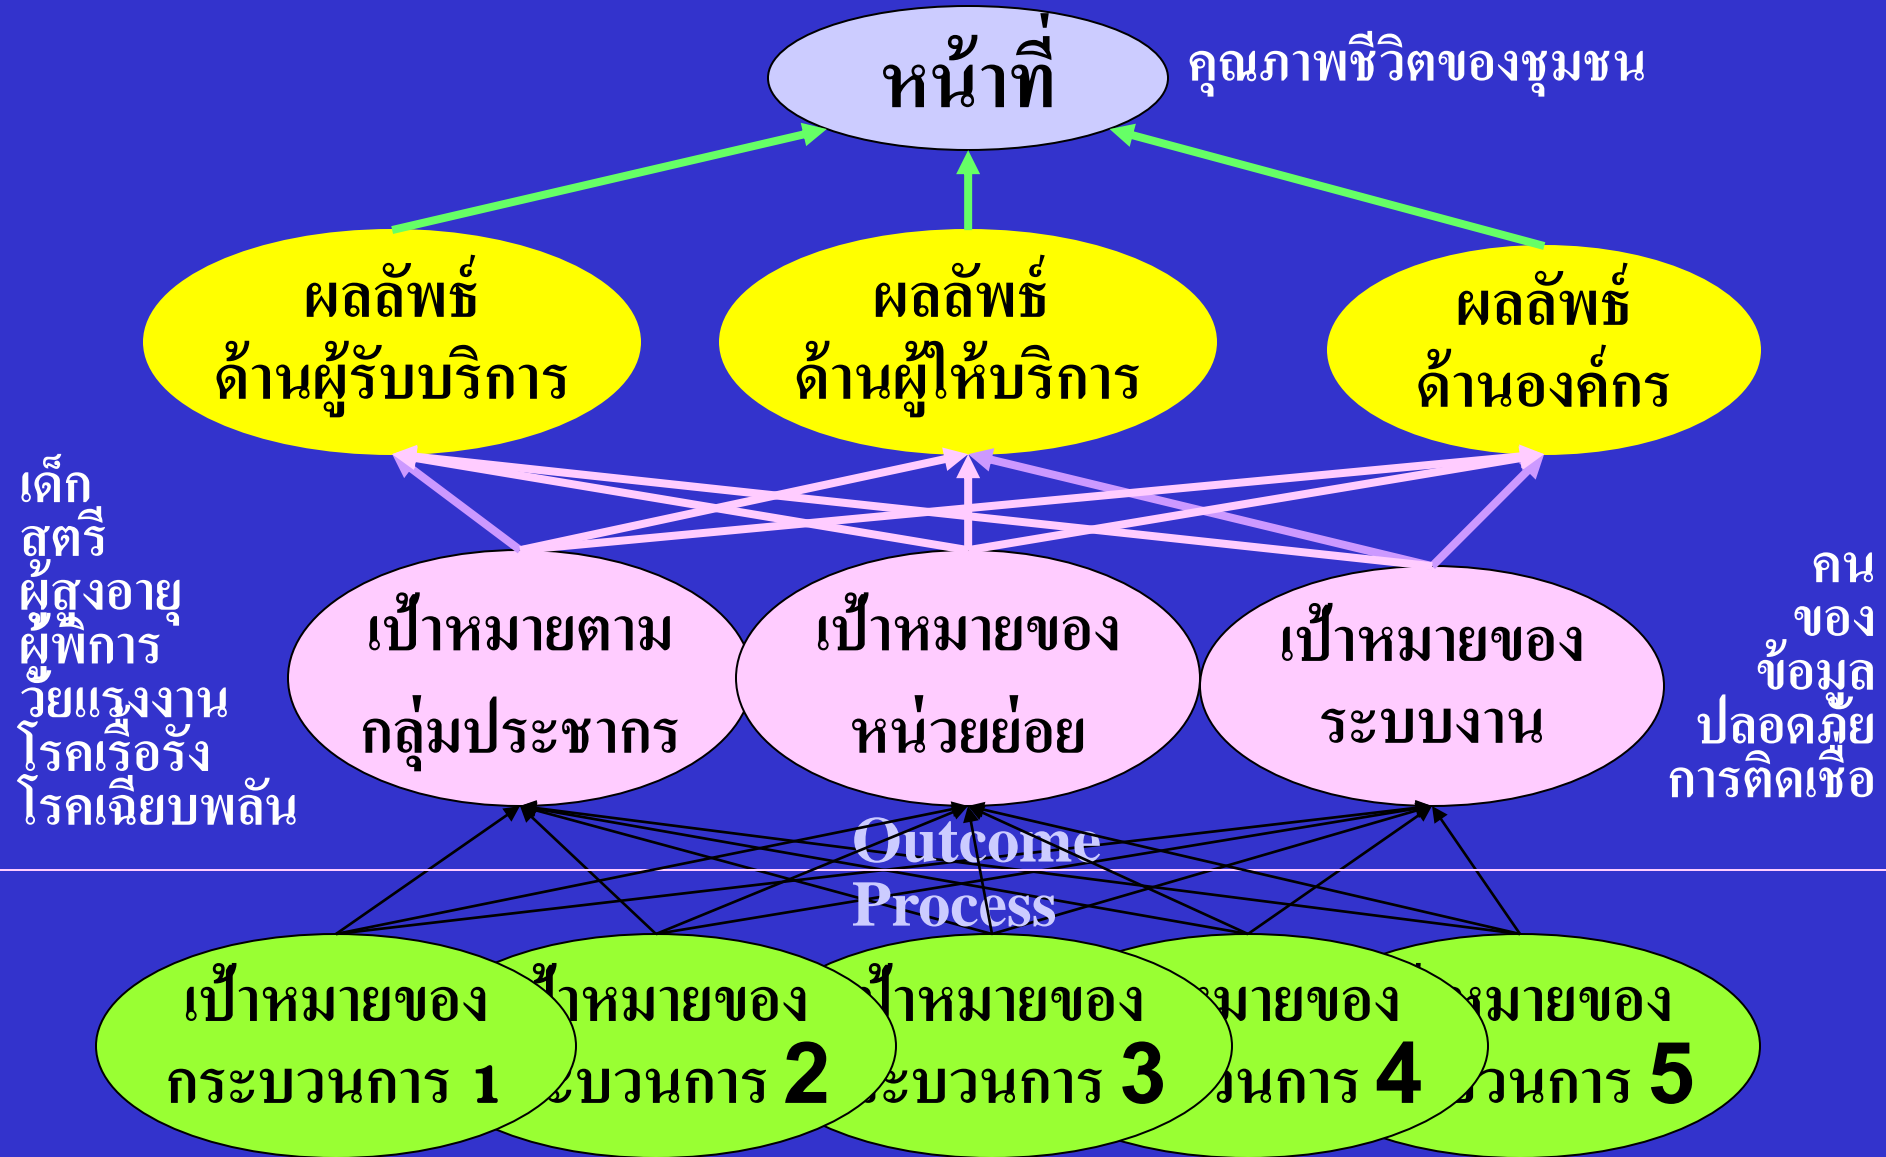 หน้าที่
คุณภาพชีวิตของชุมชน
ผลลัพธ์
ด้านผู้รับบริการ
ผลลัพธ์
ด้านผู้ให้บริการ
ผลลัพธ์
ด้านองค์กร
เด็ก
สตรี
ผู้สูงอายุ
ผู้พิการ
วัยแรงงาน
โรคเรื้อรัง
โรคเฉียบพลัน
เป้าหมายตาม
กลุ่มประชากร
เป้าหมายของ
หน่วยย่อย
เป้าหมายของ
ระบบงาน
คน
ของ
ข้อมูล
ปลอดภัย
การติดเชื้อ
Outcome
Process
เป้าหมายของ
กระบวนการ 1
ป้าหมายของ
ะบวนการ 2
ป้าหมายของ
ะบวนการ 3
หมายของ
วนการ 4
หมายของ
วนการ 5